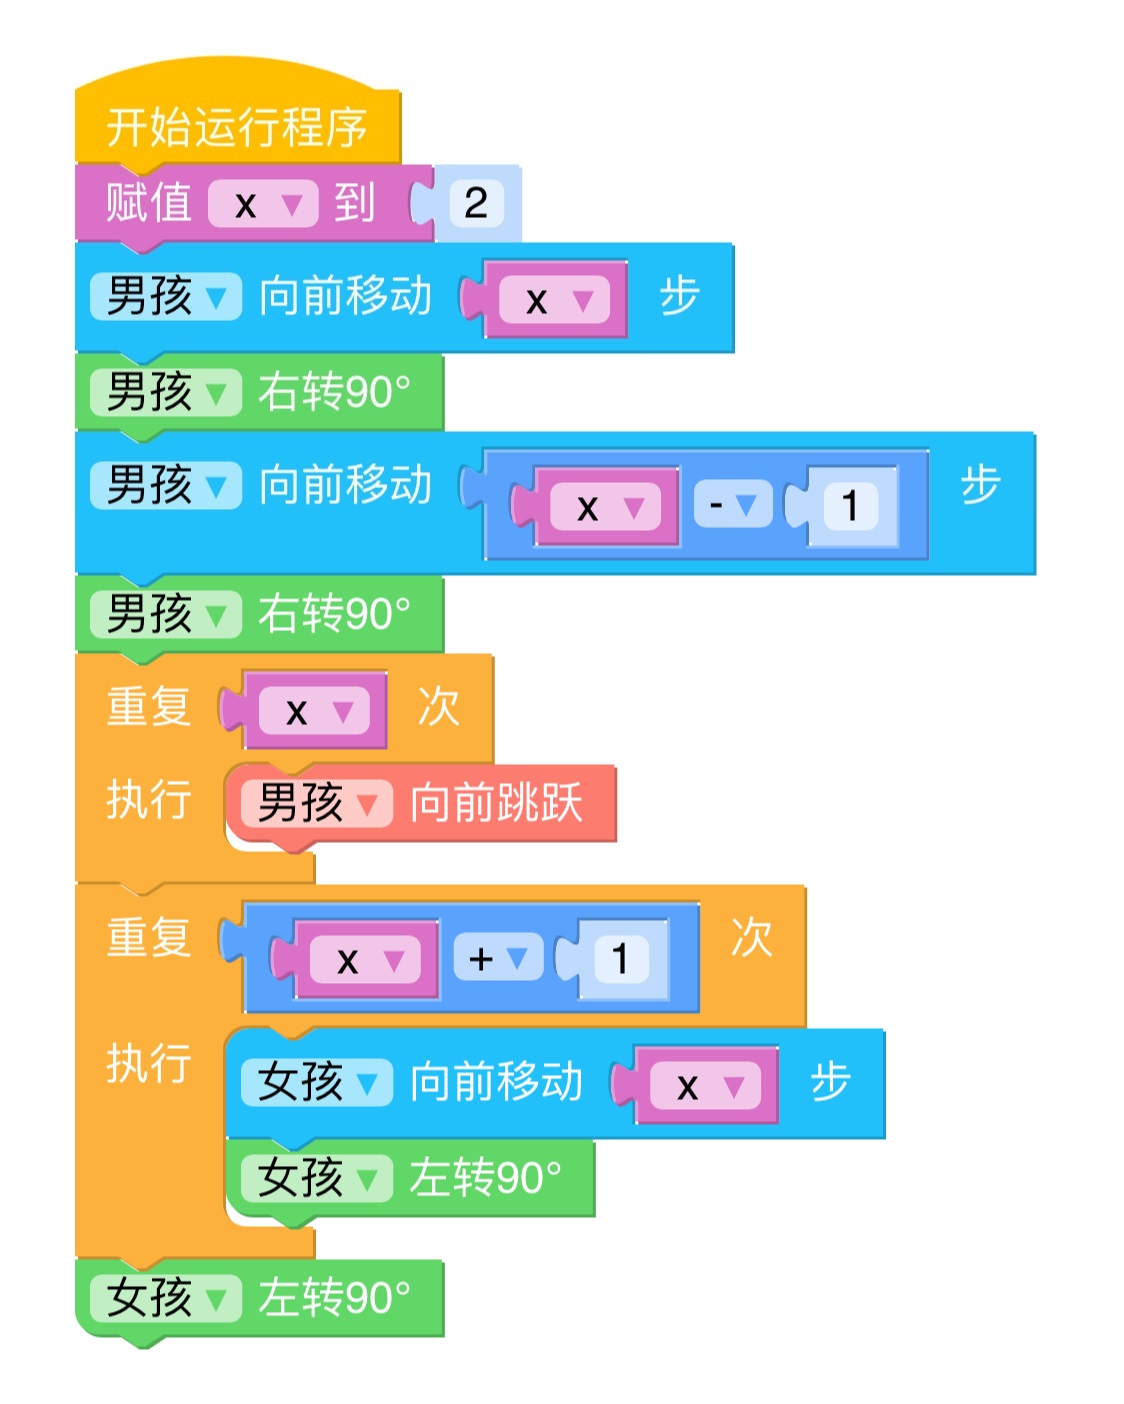 开始运行程序
赋值 x 到 2
男孩 向前移动 x 步
男孩 右转90°
男孩 向前移动 x - 1 步
男孩 右转90°
重复 x 次
执行 男孩 向前跳跃
重复 x + 1 次
执行 女孩 向前移动 x 步
女孩 左转90°
女孩 左转90°